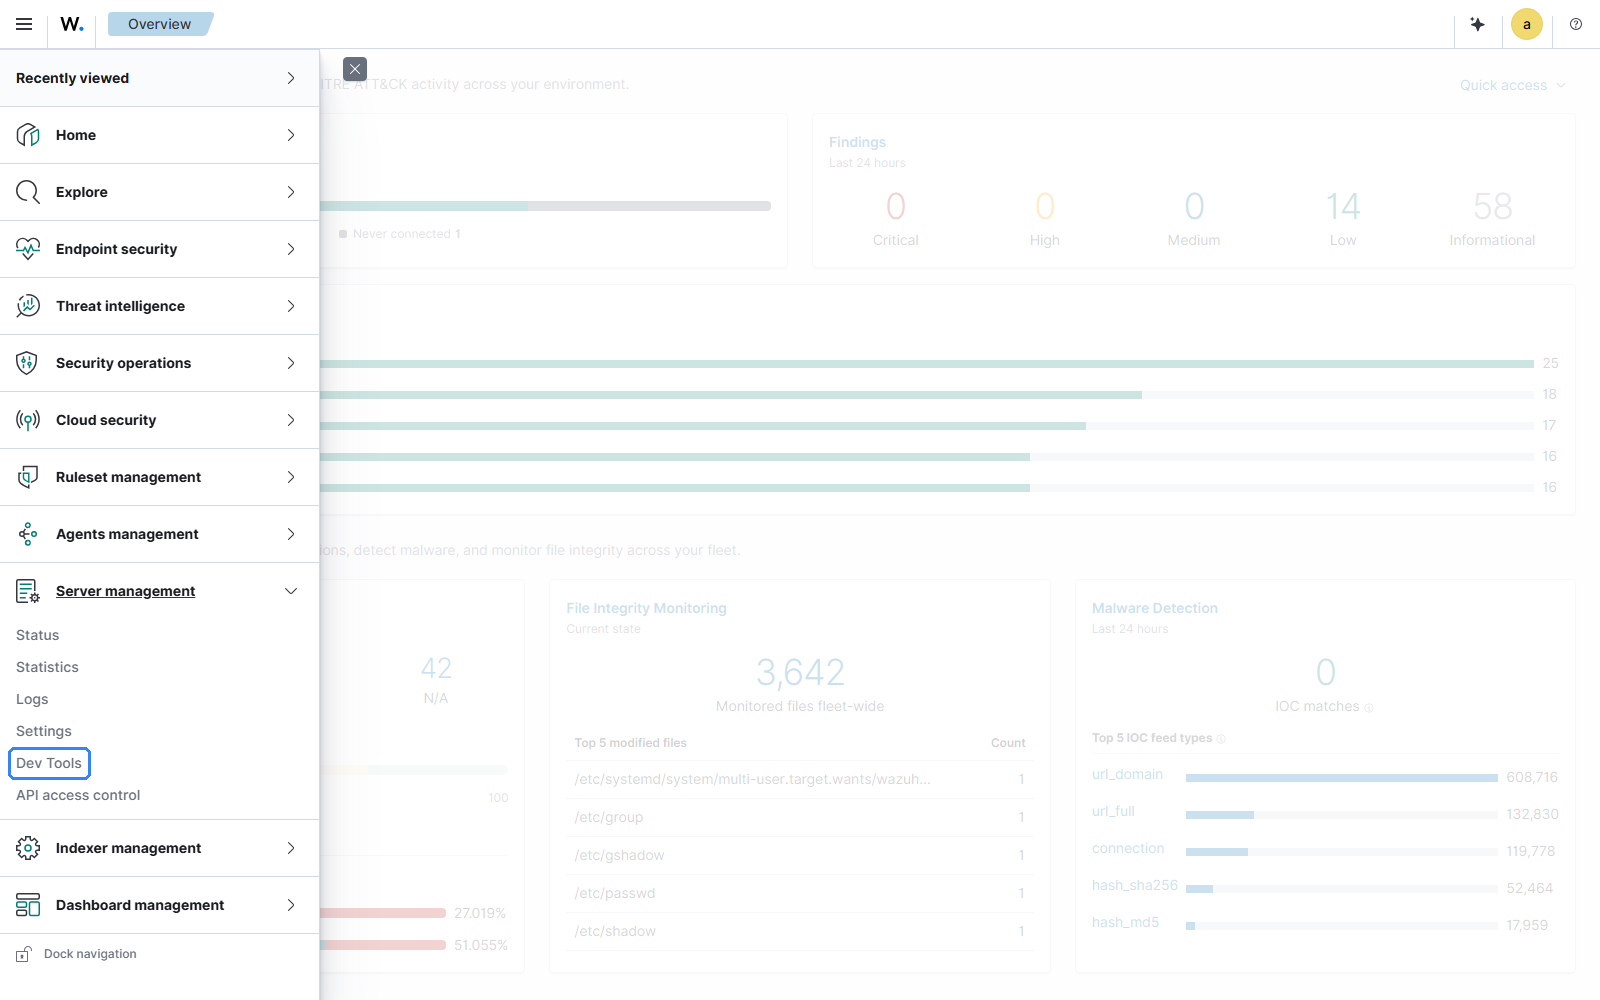 W.
Overview
a
Recently viewed
Home
Explore
Endpoint security
Threat intelligence
Security operations
Cloud security
Ruleset management
Agents management
Server management
Status
Statistics
Logs
Settings
Dev Tools
API access control
Indexer management
Dashboard management
Dock navigation
ITRE ATT&CK activity across your environment.
Quick access
Never connected 1
Findings
Last 24 hours
0
Critical
0
High
0
Medium
14
Low
58
Informational
25
18
17
16
16
ons, detect malware, and monitor file integrity across your fleet.
42
N/A
100
27.019%
51.055%
File Integrity Monitoring
Current state
3,642
Monitored files fleet-wide
Top 5 modified files Count
/etc/systemd/system/multi-user.target.wants/wazuh... 1
/etc/group 1
/etc/gshadow 1
/etc/passwd 1
/etc/shadow 1
Malware Detection
Last 24 hours
0
IOC matches
Top 5 IOC feed types
url_domain 608,716
url_full 132,830
connection 119,778
hash_sha256 52,464
hash_md5 17,959